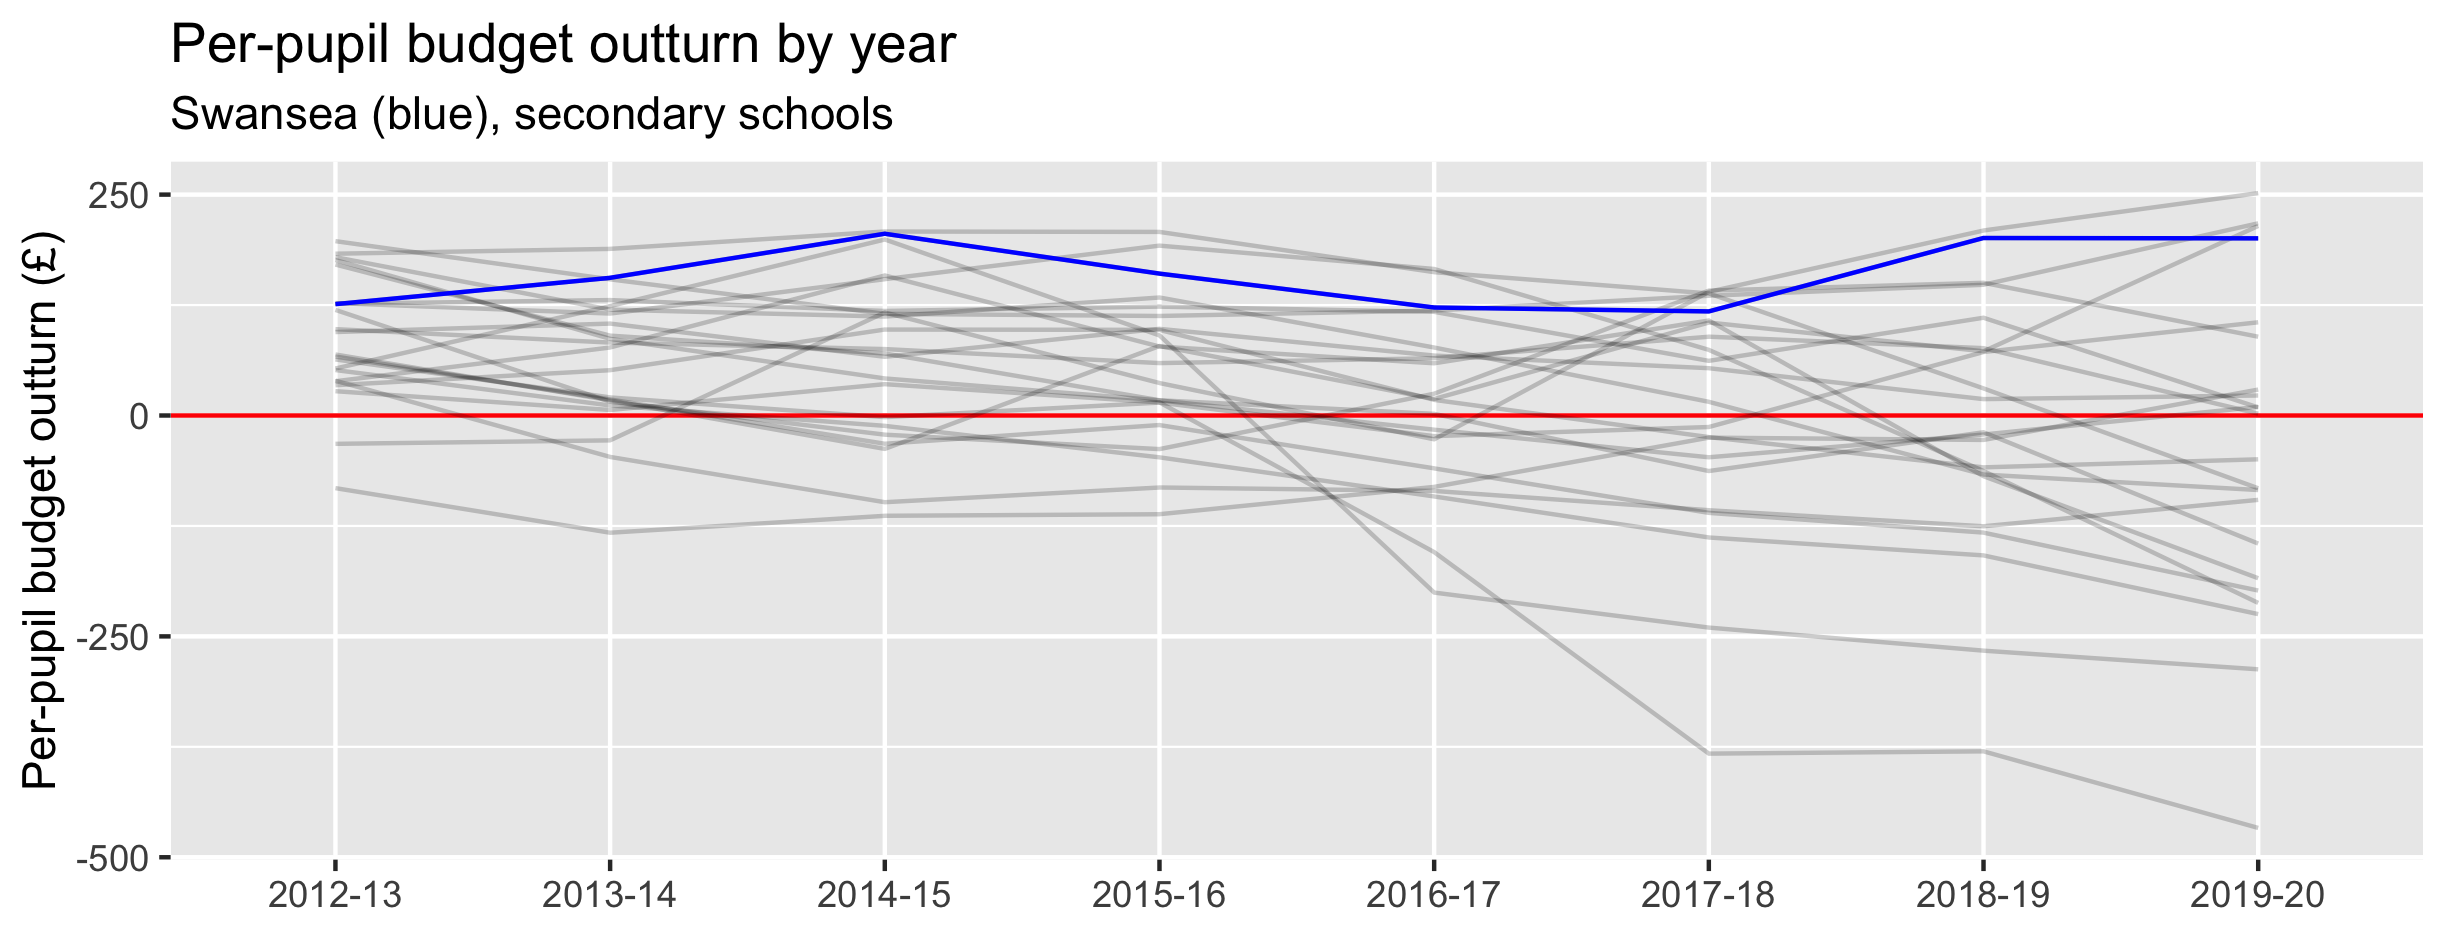 Per-pupil budget outturn by year
Swansea (blue), secondary schools
Per-pupil budget outturn (£)
250
0
-250
-500
2012-13 2013-14 2014-15 2015-16 2016-17 2017-18 2018-19 2019-20